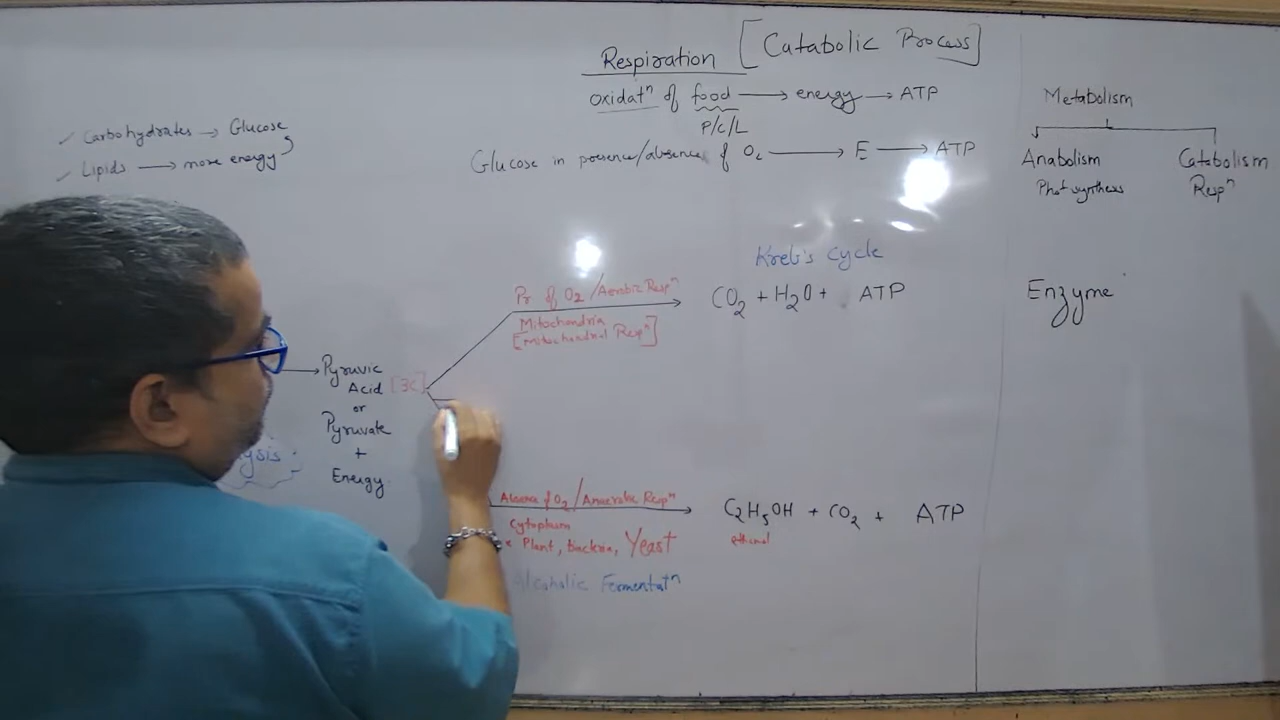 Respiration [Catabolic Process]
oxidatⁿ of food → energy → ATP
P/C/L
Glucose in presence/absence of O₂ → E → ATP
✓ Carbohydrates → Glucose
✓ Lipids → more energy
Metabolism
Anabolism Catabolism
Photosynthesis Respⁿ
Kreb's Cycle
Pr of O₂/Aerobic Respⁿ
CO₂ + H₂O + ATP
Mitochondria
[Mitochondrial Respⁿ]
Enzyme
→ Pyruvic
Acid [3C]
or
Pyruvate
+
Energy
ysis
Absence of O₂/Anaerobic Respⁿ
C₂H₅OH + CO₂ + ATP
ethanol
Cytoplasm
Plant, bacteria, Yeast
Alcoholic Fermentatⁿ